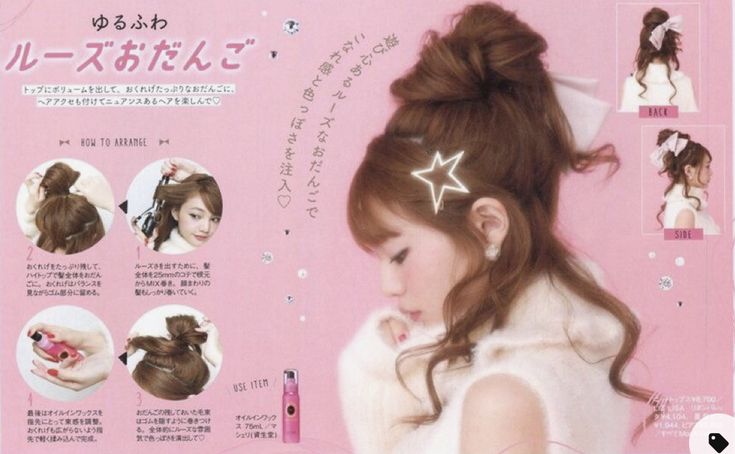 ゆるふわ
ルーズおだんご
トップにボリュームを出して、おくれげたっぷりなおだんごに、
ヘアアクセも付けてニュアンスあるヘアを楽しんで♡
HOW TO ARRANGE
2
おくれげをたっぷり残して、
ハイトップで髪全体をおだん
ごに。おくれげはバランスを
見ながらゴム部分に留める。
1
ルーズさを出すために、髪
全体を25mmのコテで根元
からMIX巻き。顔まわりの
髪もしっかり巻いていく。
4
最後はオイルインワックスを
指先にとって束感を調整。
おくれげも広がらないよう指
先で軽く揉み込んで完成。
3
おだんごの残しておいた毛束
はゴムを隠すように巻きつけ
る。全体的にルーズな雰囲
気で色っぽさを演出して♡
USE ITEM
オイルインワック
ス 75mL／マ
シェリ(資生堂)
遊び心あるルーズなおだんごで
こなれ感と色っぽさを注入♡
BACK
SIDE
トップス¥8,700／